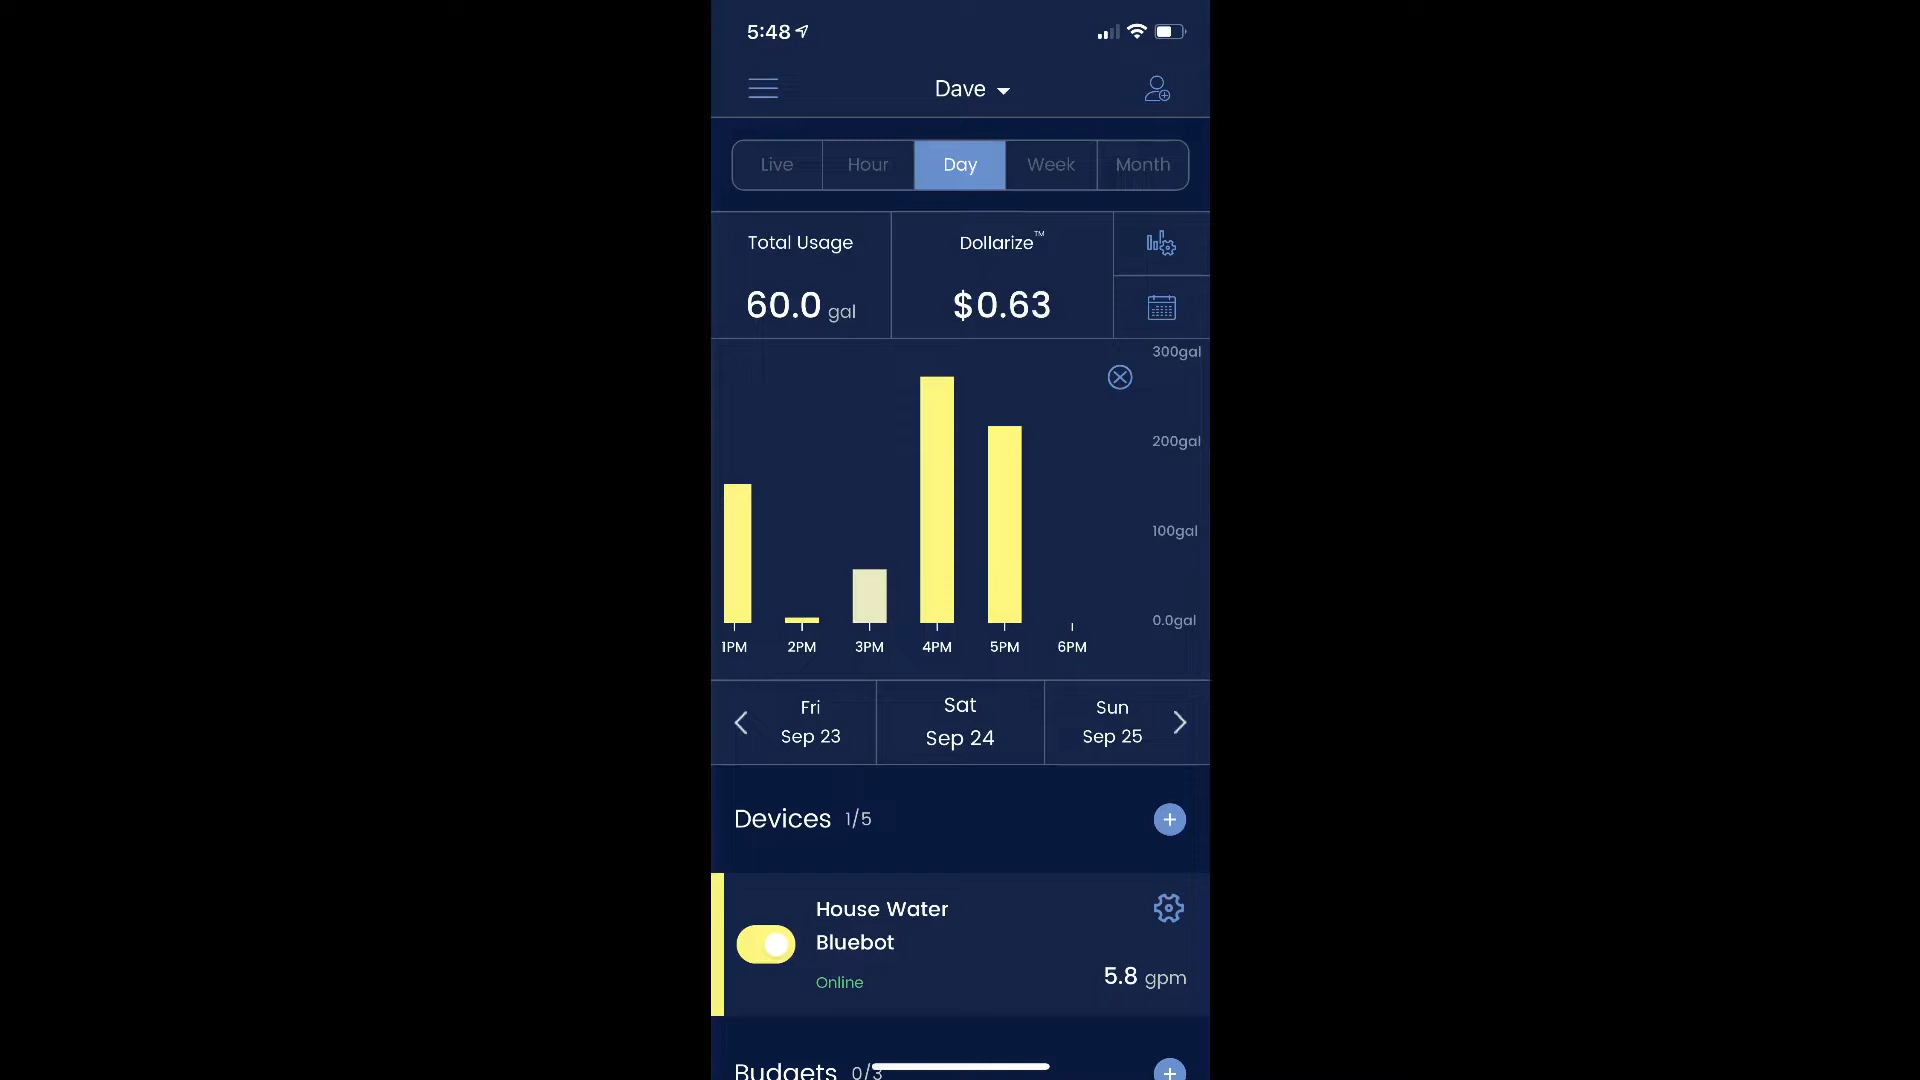 5:48
Dave
Live Hour Day Week Month
Total Usage Dollarize™
60.0 gal $0.63
300gal
200gal
100gal
0.0gal
1PM 2PM 3PM 4PM 5PM 6PM
Fri Sat Sun
Sep 23 Sep 24 Sep 25
Devices 1/5
House Water
Bluebot
Online
5.8 gpm
Budgets 0/3